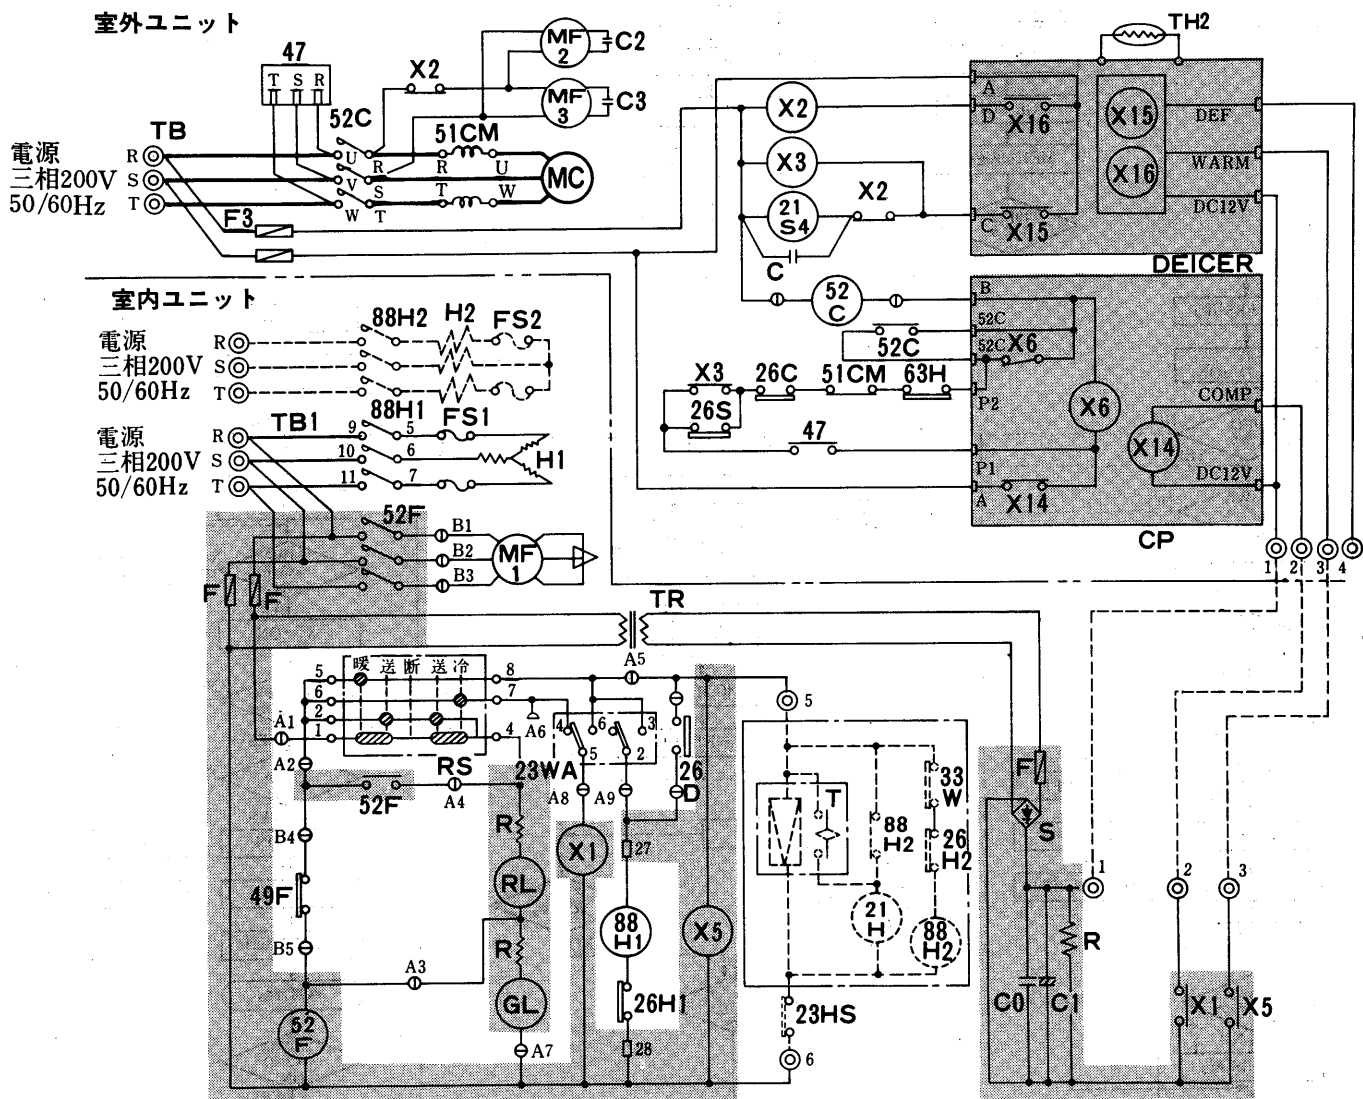 室外ユニット
47
T S R
TB
電源
三相200V
50/60Hz
R
S
T
F3
52C
U
V
W
R
S
T
X2
51CM
R
T
U
W
MC
MF
2
C2
MF
3
C3
TH2
X2
X3
21
S4
X2
C
52
C
A
D
C
X16
X15
X15
X16
DEF
WARM
DC12V
DEICER
室内ユニット
電源
三相200V
50/60Hz
R
S
T
88H2
H2
FS2
電源
三相200V
50/60Hz
R
S
T
TB1
88H1
9
10
11
5
6
7
FS1
H1
X3
26S
26C
51CM
63H
47
52C
B
52C
52C
X6
P2
P1
A
X14
X6
X14
COMP
DC12V
CP
52F
B1
B2
B3
MF
1
F
F
TR
1
2
3
4
A5
暖 送 断 送 冷
5
6
2
1
8
7
4
RS
A1
A2
A6
23WA
4
5
6
2
3
A8
A9
26
D
5
52F
A4
B4
49F
B5
A3
52
F
R
RL
R
GL
A7
X1
27
88
H1
26H1
28
X5
T
88
H2
21
H
33
W
26
H2
88
H2
23HS
6
F
S
C0
C1
R
1
2
3
X1
X5